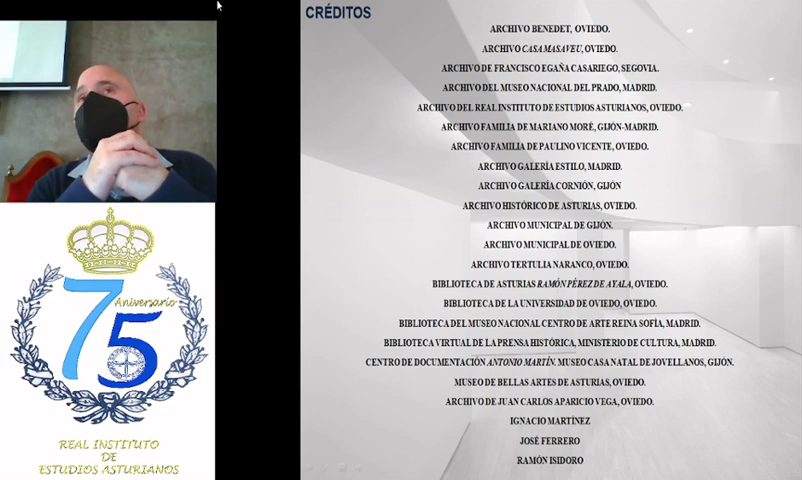 CRÉDITOS
ARCHIVO BENEDET, OVIEDO.
ARCHIVO CASA MASAVEU, OVIEDO.
ARCHIVO DE FRANCISCO EGAÑA CASARIEGO, SEGOVIA.
ARCHIVO DEL MUSEO NACIONAL DEL PRADO, MADRID.
ARCHIVO DEL REAL INSTITUTO DE ESTUDIOS ASTURIANOS, OVIEDO.
ARCHIVO FAMILIA DE MARIANO MORÉ, GIJÓN-MADRID.
ARCHIVO FAMILIA DE PAULINO VICENTE, OVIEDO.
ARCHIVO GALERÍA ESTILO, MADRID.
ARCHIVO GALERÍA CORNIÓN, GIJÓN
ARCHIVO HISTÓRICO DE ASTURIAS, OVIEDO.
ARCHIVO MUNICIPAL DE GIJÓN.
ARCHIVO MUNICIPAL DE OVIEDO.
ARCHIVO TERTULIA NARANCO, OVIEDO.
BIBLIOTECA DE ASTURIAS RAMÓN PÉREZ DE AYALA, OVIEDO.
BIBLIOTECA DE LA UNIVERSIDAD DE OVIEDO, OVIEDO.
BIBLIOTECA DEL MUSEO NACIONAL CENTRO DE ARTE REINA SOFÍA, MADRID.
BIBLIOTECA VIRTUAL DE LA PRENSA HISTÓRICA, MINISTERIO DE CULTURA, MADRID.
CENTRO DE DOCUMENTACIÓN ANTONIO MARTÍN. MUSEO CASA NATAL DE JOVELLANOS, GIJÓN.
MUSEO DE BELLAS ARTES DE ASTURIAS, OVIEDO.
ARCHIVO DE JUAN CARLOS APARICIO VEGA, OVIEDO.
IGNACIO MARTÍNEZ
JOSÉ FERRERO
RAMÓN ISIDORO
75
Aniversario
REAL INSTITUTO
DE
ESTUDIOS ASTURIANOS